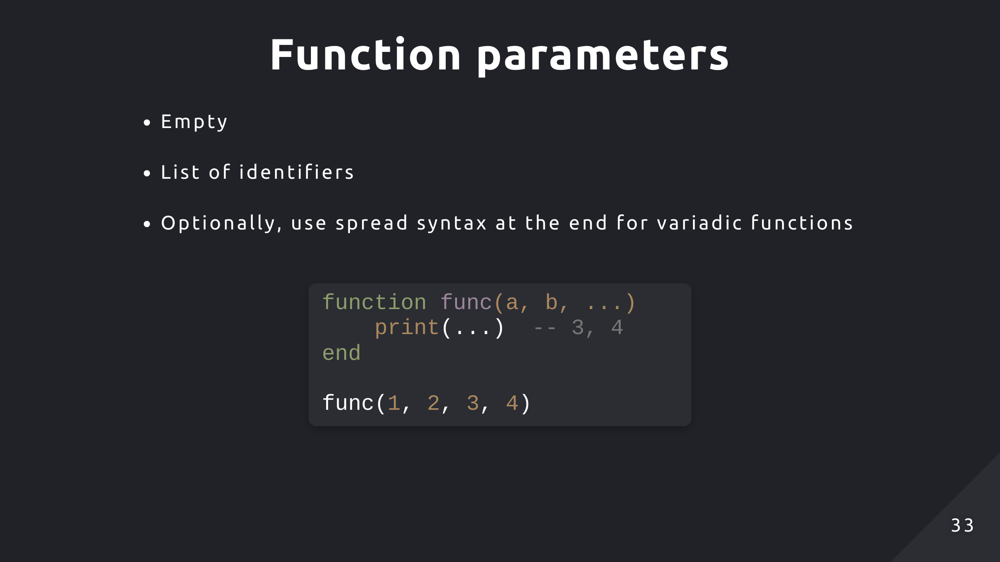 Function parameters
• Empty
• List of identifiers
• Optionally, use spread syntax at the end for variadic functions
function func(a, b, ...)
    print(...)  -- 3, 4
end
func(1, 2, 3, 4)
33